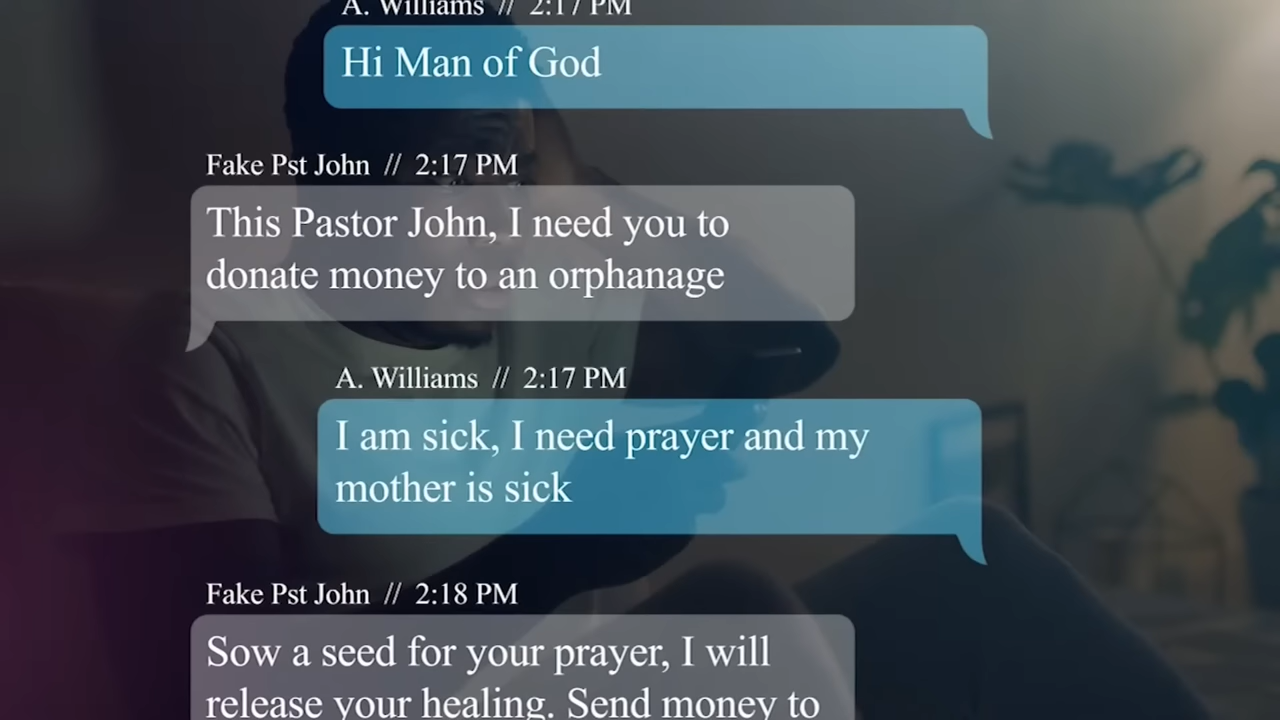 A. Williams // 2:17 PM
Hi Man of God
Fake Pst John // 2:17 PM
This Pastor John, I need you to
donate money to an orphanage
A. Williams // 2:17 PM
I am sick, I need prayer and my
mother is sick
Fake Pst John // 2:18 PM
Sow a seed for your prayer, I will
release your healing. Send money to